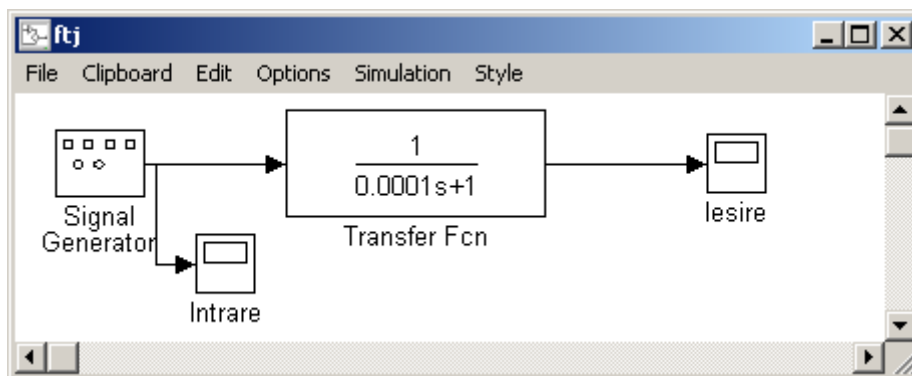 ftj
File Clipboard Edit Options Simulation Style
Signal
Generator
1
0.0001s+1
Transfer Fcn
Intrare
Iesire